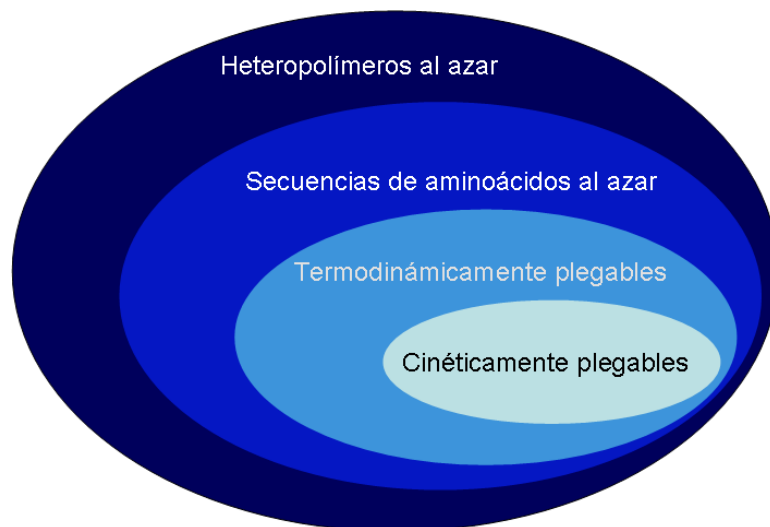 Heteropolímeros al azar
Secuencias de aminoácidos al azar
Termodinámicamente plegables
Cinéticamente plegables